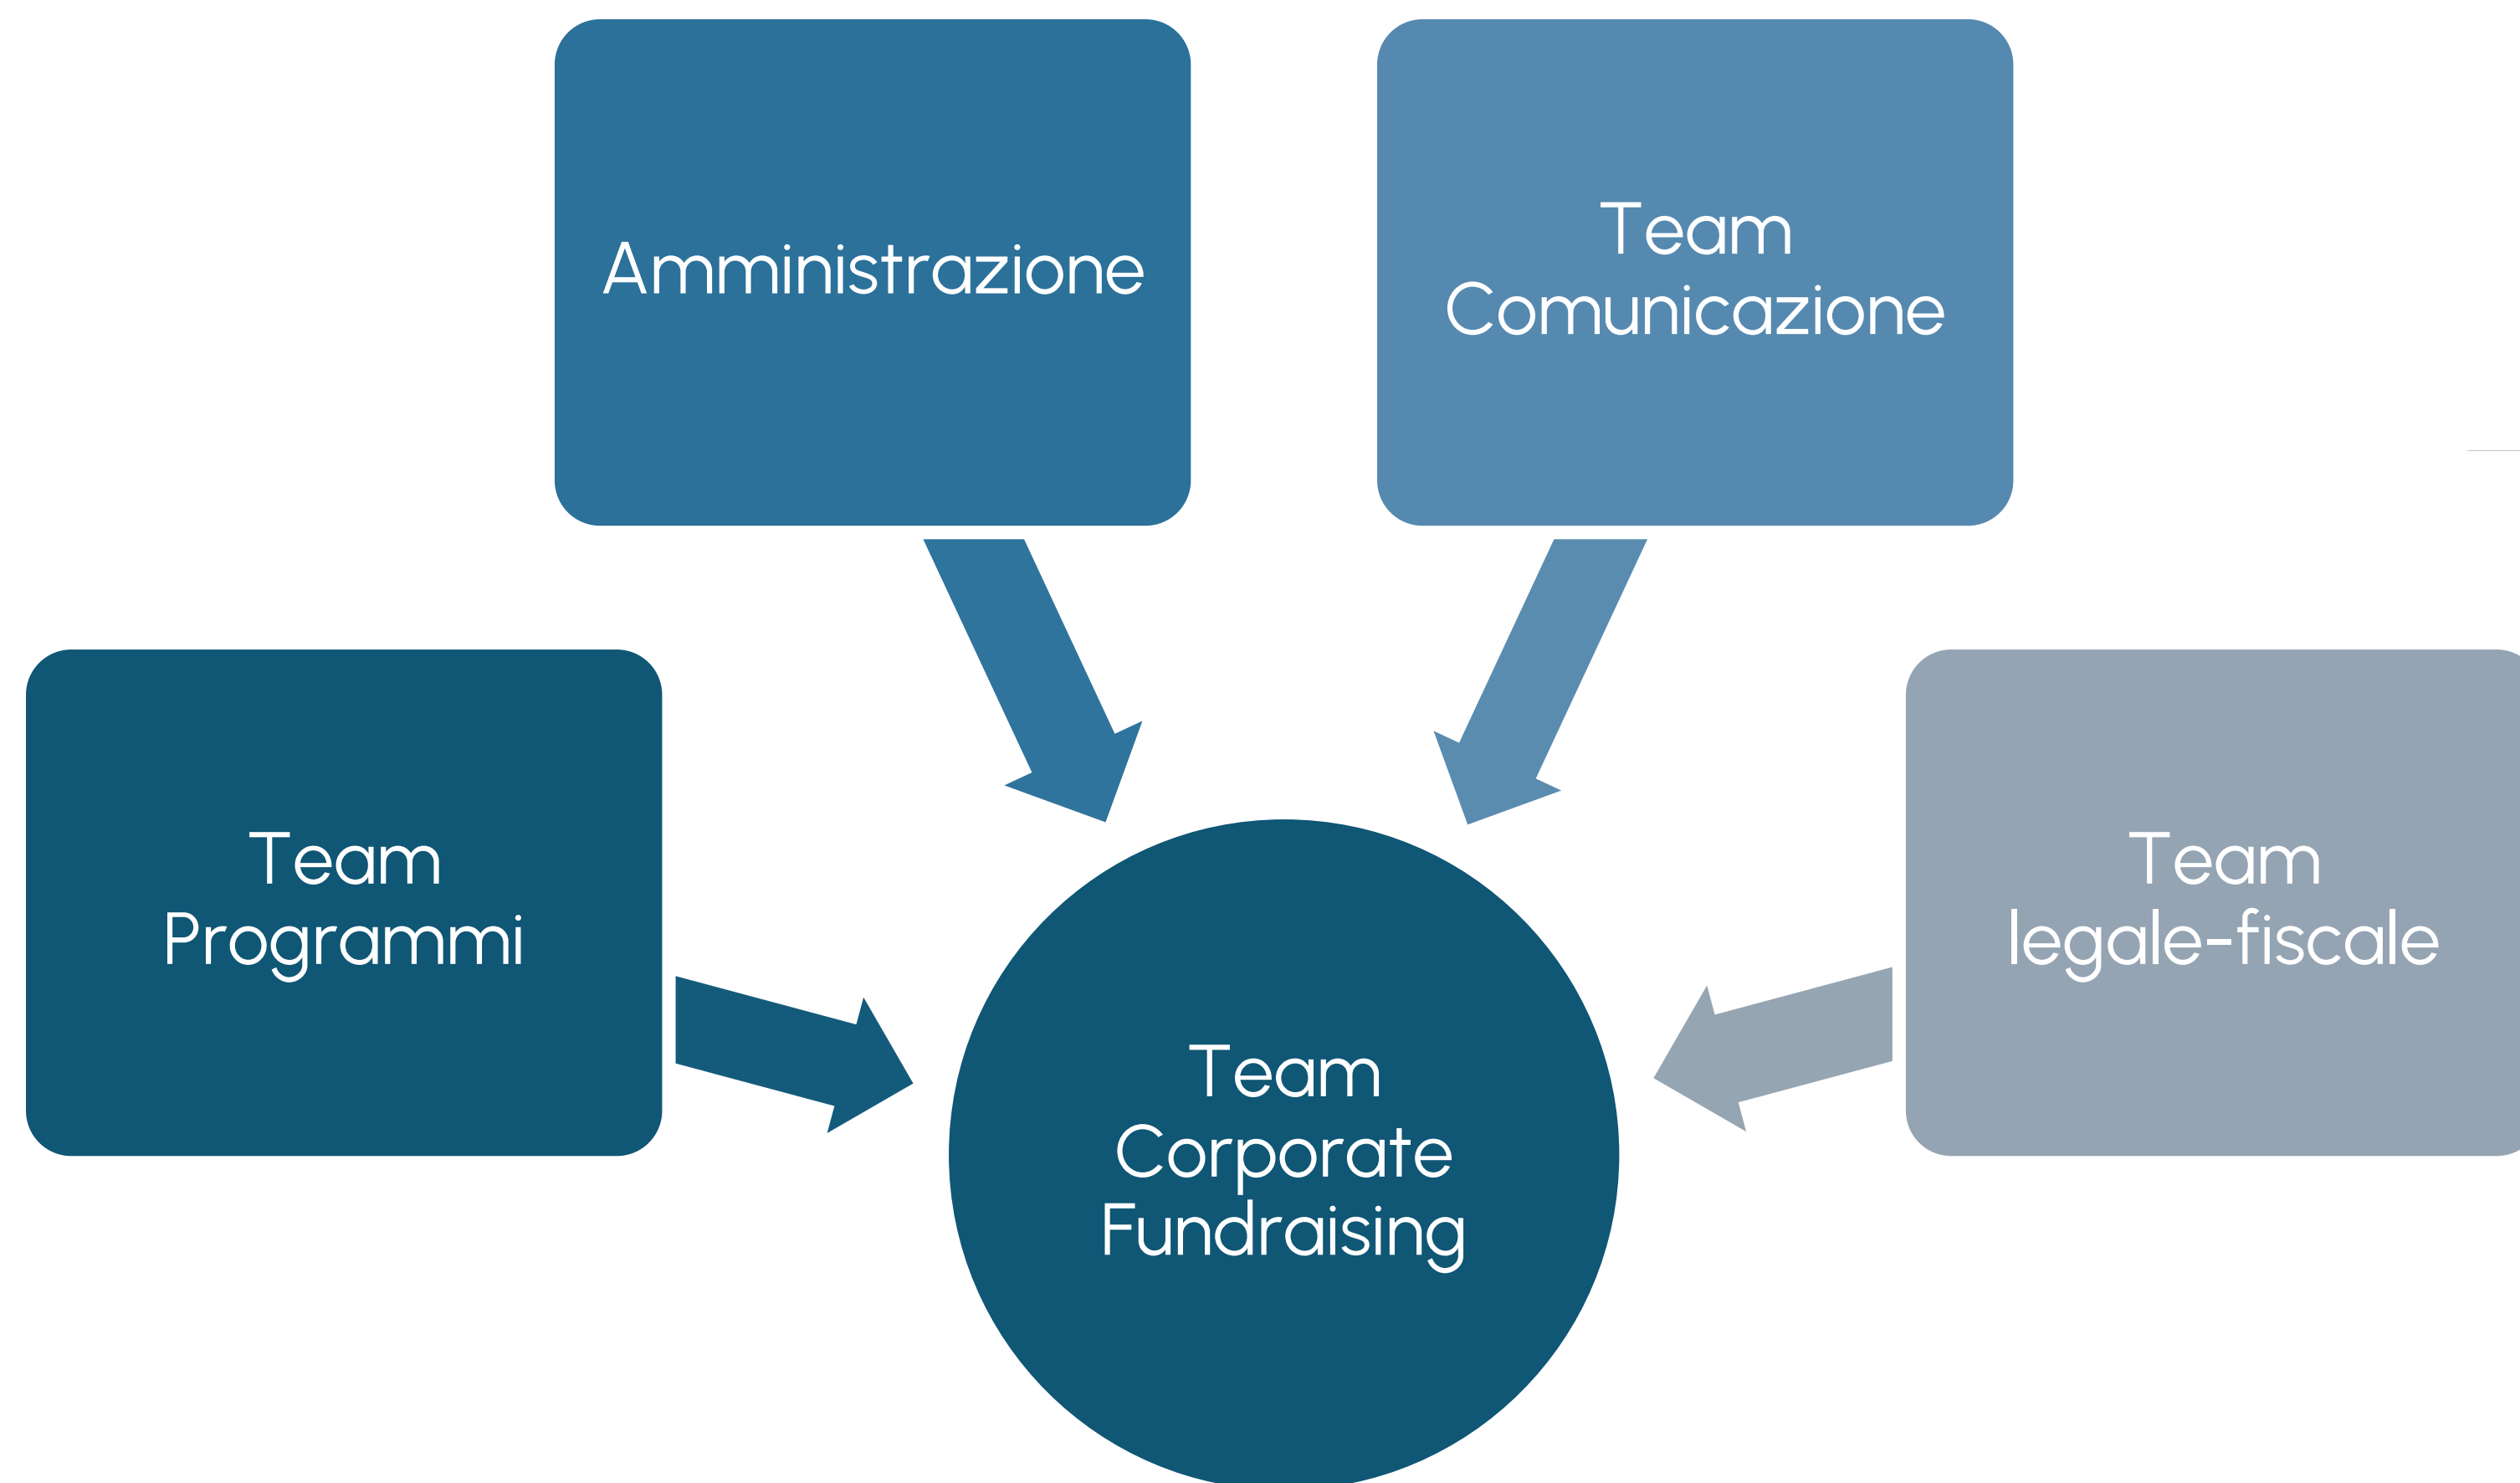 Amministrazione
Team
Comunicazione
Team
Programmi
Team
legale-fiscale
Team
Corporate
Fundraising